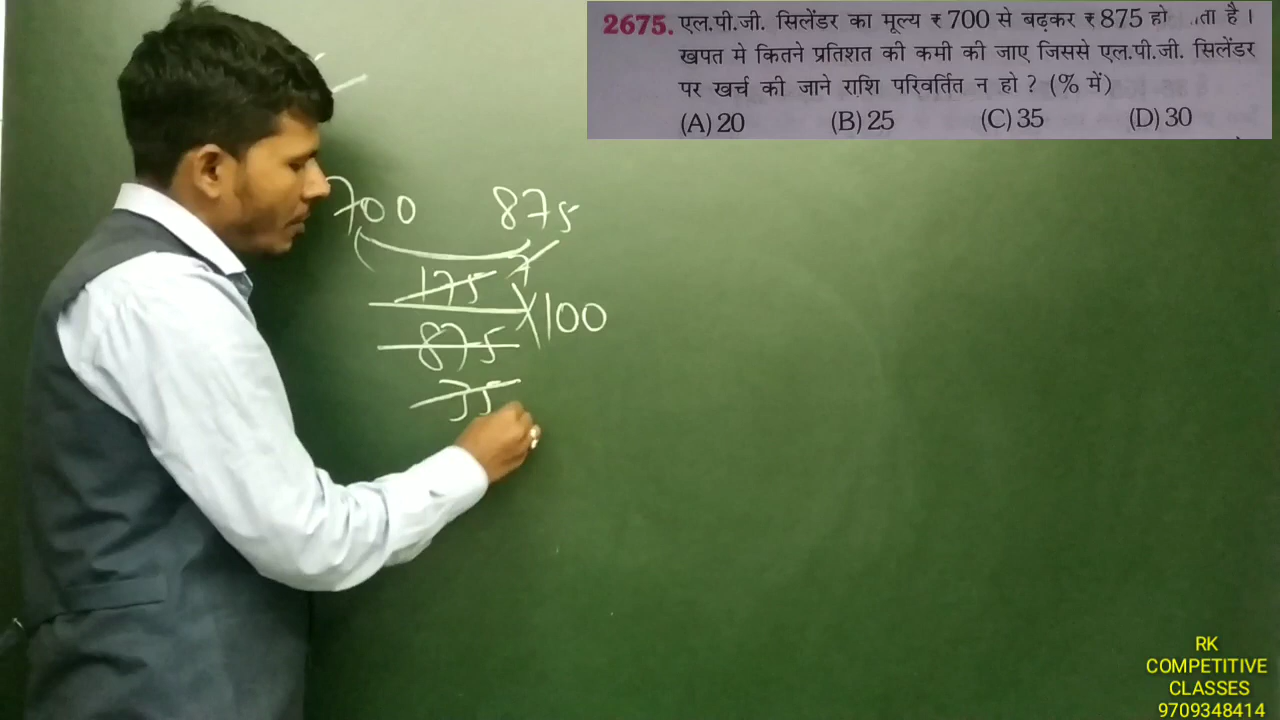 2675. एल.पी.जी. सिलेंडर का मूल्य ₹ 700 से बढ़कर ₹ 875 हो ता है।
खपत मे कितने प्रतिशत की कमी की जाए जिससे एल.पी.जी. सिलेंडर
पर खर्च की जाने राशि परिवर्तित न हो ? (% में)
(A) 20 (B) 25 (C) 35 (D) 30
700 875
175
875
×100
35
RK
COMPETITIVE
CLASSES
9709348414